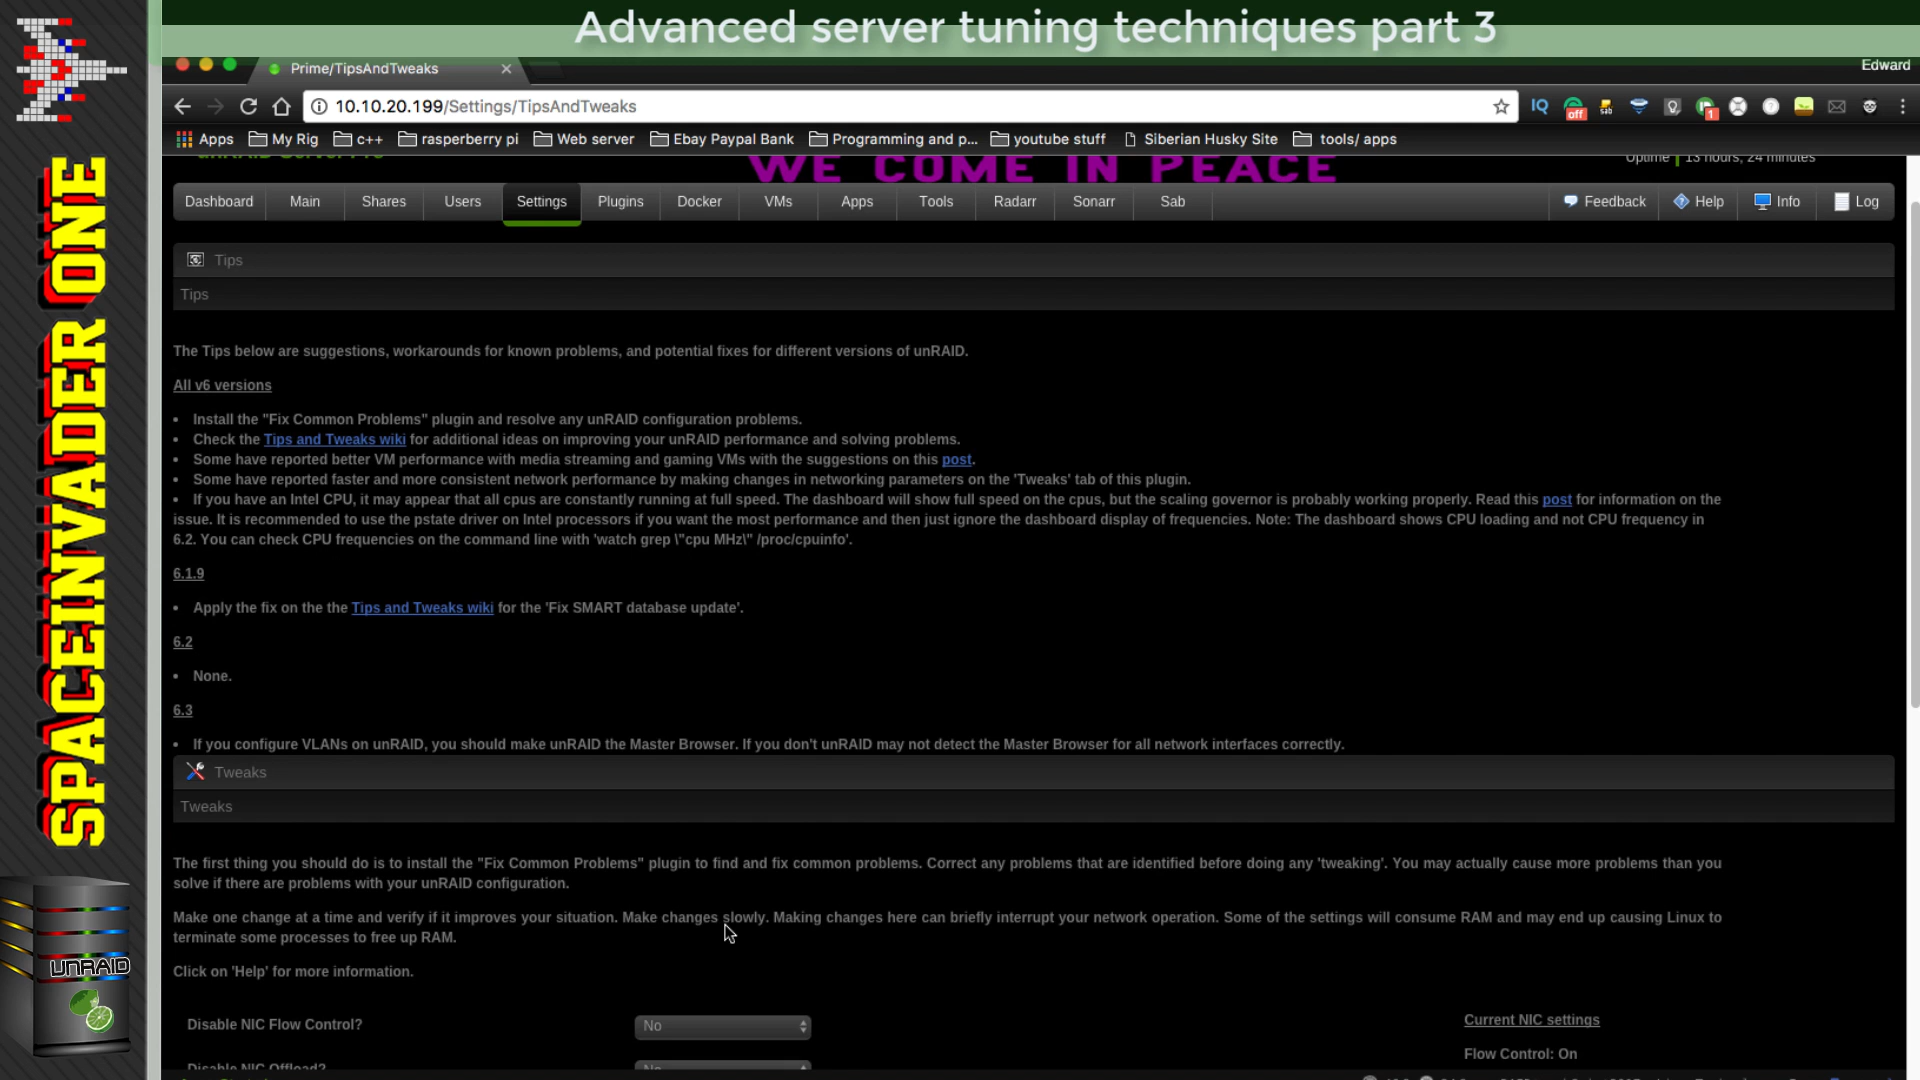 Advanced server tuning techniques part 3
SPACEINVADER ONE
UNRAID
Prime/TipsAndTweaks
Edward
10.10.20.199/Settings/TipsAndTweaks
IQ
off
sab
1
Apps My Rig c++ rasperberry pi Web server Ebay Paypal Bank Programming and p... youtube stuff Siberian Husky Site tools/ apps
unRAID Server Pro
WE COME IN PEACE
Uptime 13 hours, 24 minutes
Dashboard Main Shares Users Settings Plugins Docker VMs Apps Tools Radarr Sonarr Sab Feedback Help Info Log
Tips
Tips
The Tips below are suggestions, workarounds for known problems, and potential fixes for different versions of unRAID.
All v6 versions
• Install the "Fix Common Problems" plugin and resolve any unRAID configuration problems.
• Check the Tips and Tweaks wiki for additional ideas on improving your unRAID performance and solving problems.
• Some have reported better VM performance with media streaming and gaming VMs with the suggestions on this post.
• Some have reported faster and more consistent network performance by making changes in networking parameters on the 'Tweaks' tab of this plugin.
• If you have an Intel CPU, it may appear that all cpus are constantly running at full speed. The dashboard will show full speed on the cpus, but the scaling governor is probably working properly. Read this post for information on the
issue. It is recommended to use the pstate driver on Intel processors if you want the most performance and then just ignore the dashboard display of frequencies. Note: The dashboard shows CPU loading and not CPU frequency in
6.2. You can check CPU frequencies on the command line with 'watch grep \"cpu MHz\" /proc/cpuinfo'.
6.1.9
• Apply the fix on the the Tips and Tweaks wiki for the 'Fix SMART database update'.
6.2
• None.
6.3
• If you configure VLANs on unRAID, you should make unRAID the Master Browser. If you don't unRAID may not detect the Master Browser for all network interfaces correctly.
Tweaks
Tweaks
The first thing you should do is to install the "Fix Common Problems" plugin to find and fix common problems. Correct any problems that are identified before doing any 'tweaking'. You may actually cause more problems than you
solve if there are problems with your unRAID configuration.
Make one change at a time and verify if it improves your situation. Make changes slowly. Making changes here can briefly interrupt your network operation. Some of the settings will consume RAM and may end up causing Linux to
terminate some processes to free up RAM.
Click on 'Help' for more information.
Disable NIC Flow Control? No
Current NIC settings
Flow Control: On
Disable NIC Offload? No